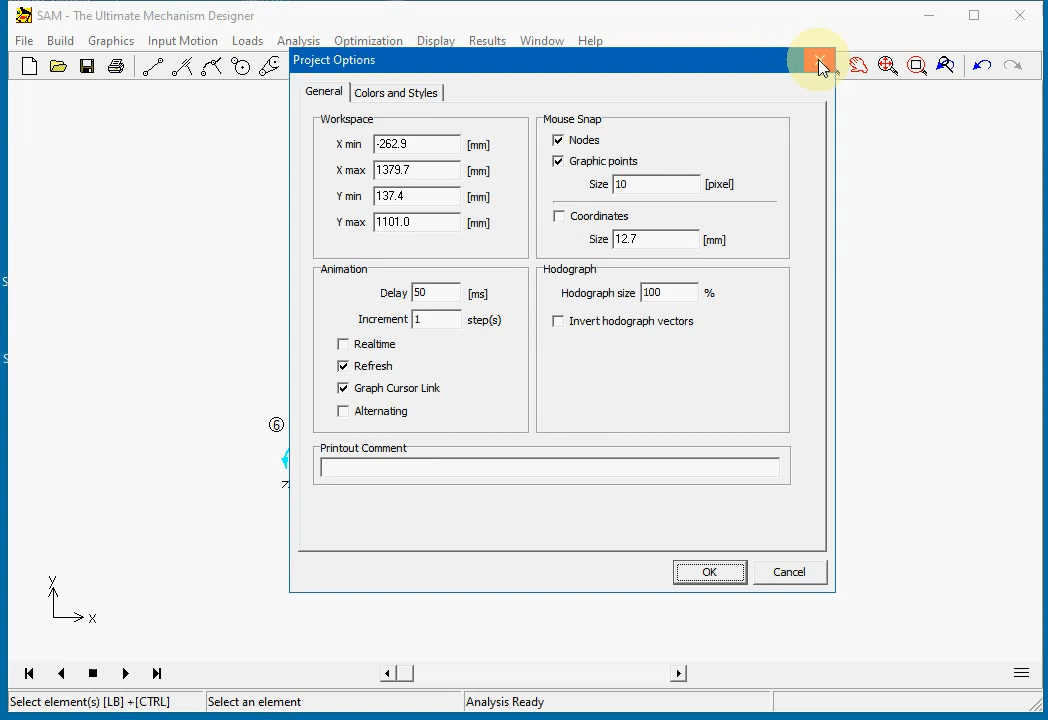 SAM - The Ultimate Mechanism Designer
File Build Graphics Input Motion Loads Analysis Optimization Display Results Window Help
Project Options
General Colors and Styles
Workspace
X min -262.9 [mm]
X max 1379.7 [mm]
Y min 137.4 [mm]
Y max 1101.0 [mm]
Mouse Snap
Nodes
Graphic points
Size 10 [pixel]
Coordinates
Size 12.7 [mm]
Animation
Delay 50 [ms]
Increment 1 step(s)
Realtime
Refresh
Graph Cursor Link
Alternating
Hodograph
Hodograph size 100 %
Invert hodograph vectors
Printout Comment
OK Cancel
6
y
x
Select element(s) [LB] +[CTRL] Select an element Analysis Ready